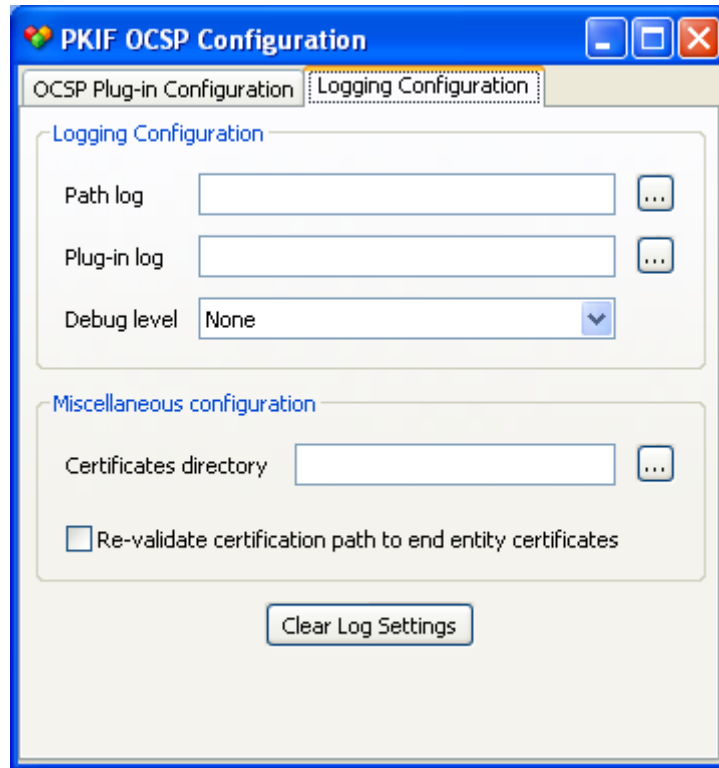 PKIF OCSP Configuration
OCSP Plug-in Configuration Logging Configuration
Logging Configuration
Path log ...
Plug-in log ...
Debug level None
Miscellaneous configuration
Certificates directory ...
Re-validate certification path to end entity certificates
Clear Log Settings